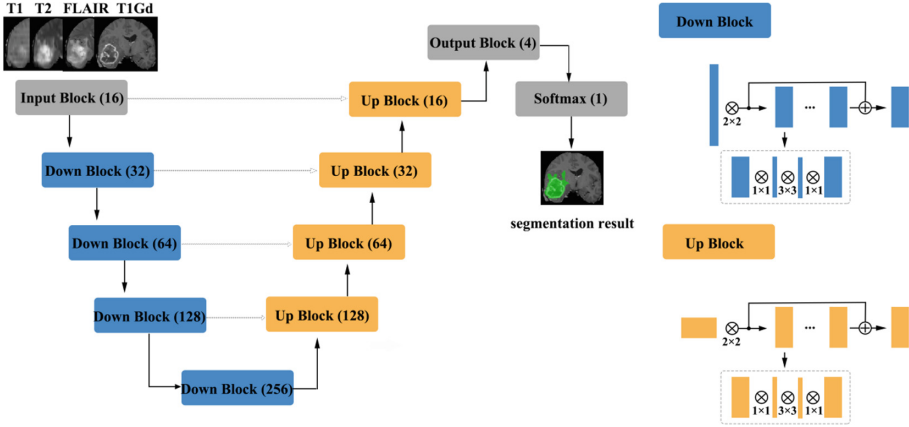 T1 T2 FLAIR T1Gd
Input Block (16)
Down Block (32)
Down Block (64)
Down Block (128)
Down Block (256)
Up Block (128)
Up Block (64)
Up Block (32)
Up Block (16)
Output Block (4)
Softmax (1)
segmentation result
Down Block
2×2
...
1×1 3×3 1×1
Up Block
2×2
...
1×1 3×3 1×1